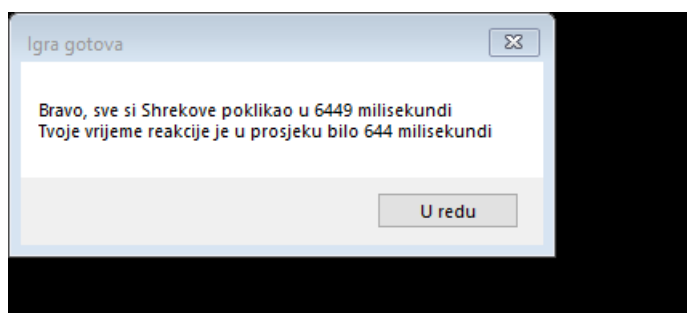 Igra gotova
Bravo, sve si Shrekove poklikao u 6449 milisekundi
Tvoje vrijeme reakcije je u prosjeku bilo 644 milisekundi
U redu